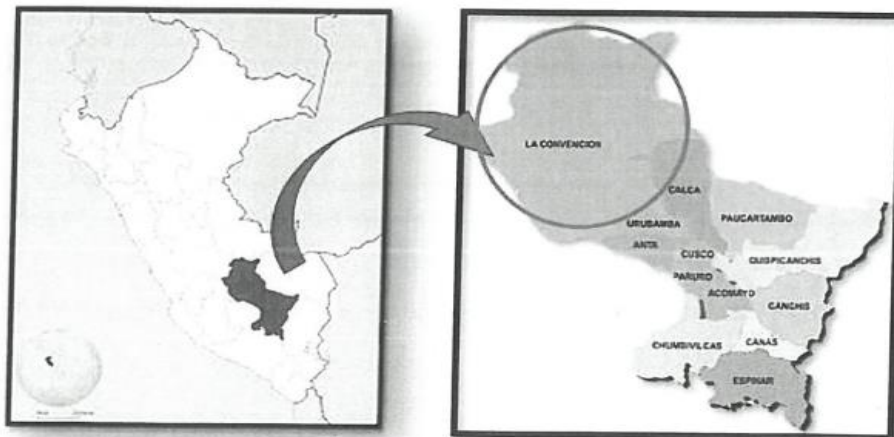 LA CONVENCION
CALCA
PAUCARTAMBO
URUBAMBA
ANTA
CUSCO
QUISPICANCHIS
PARURO
ACOMAYO
CANCHIS
CHUMBIVILCAS
CANAS
ESPINAR